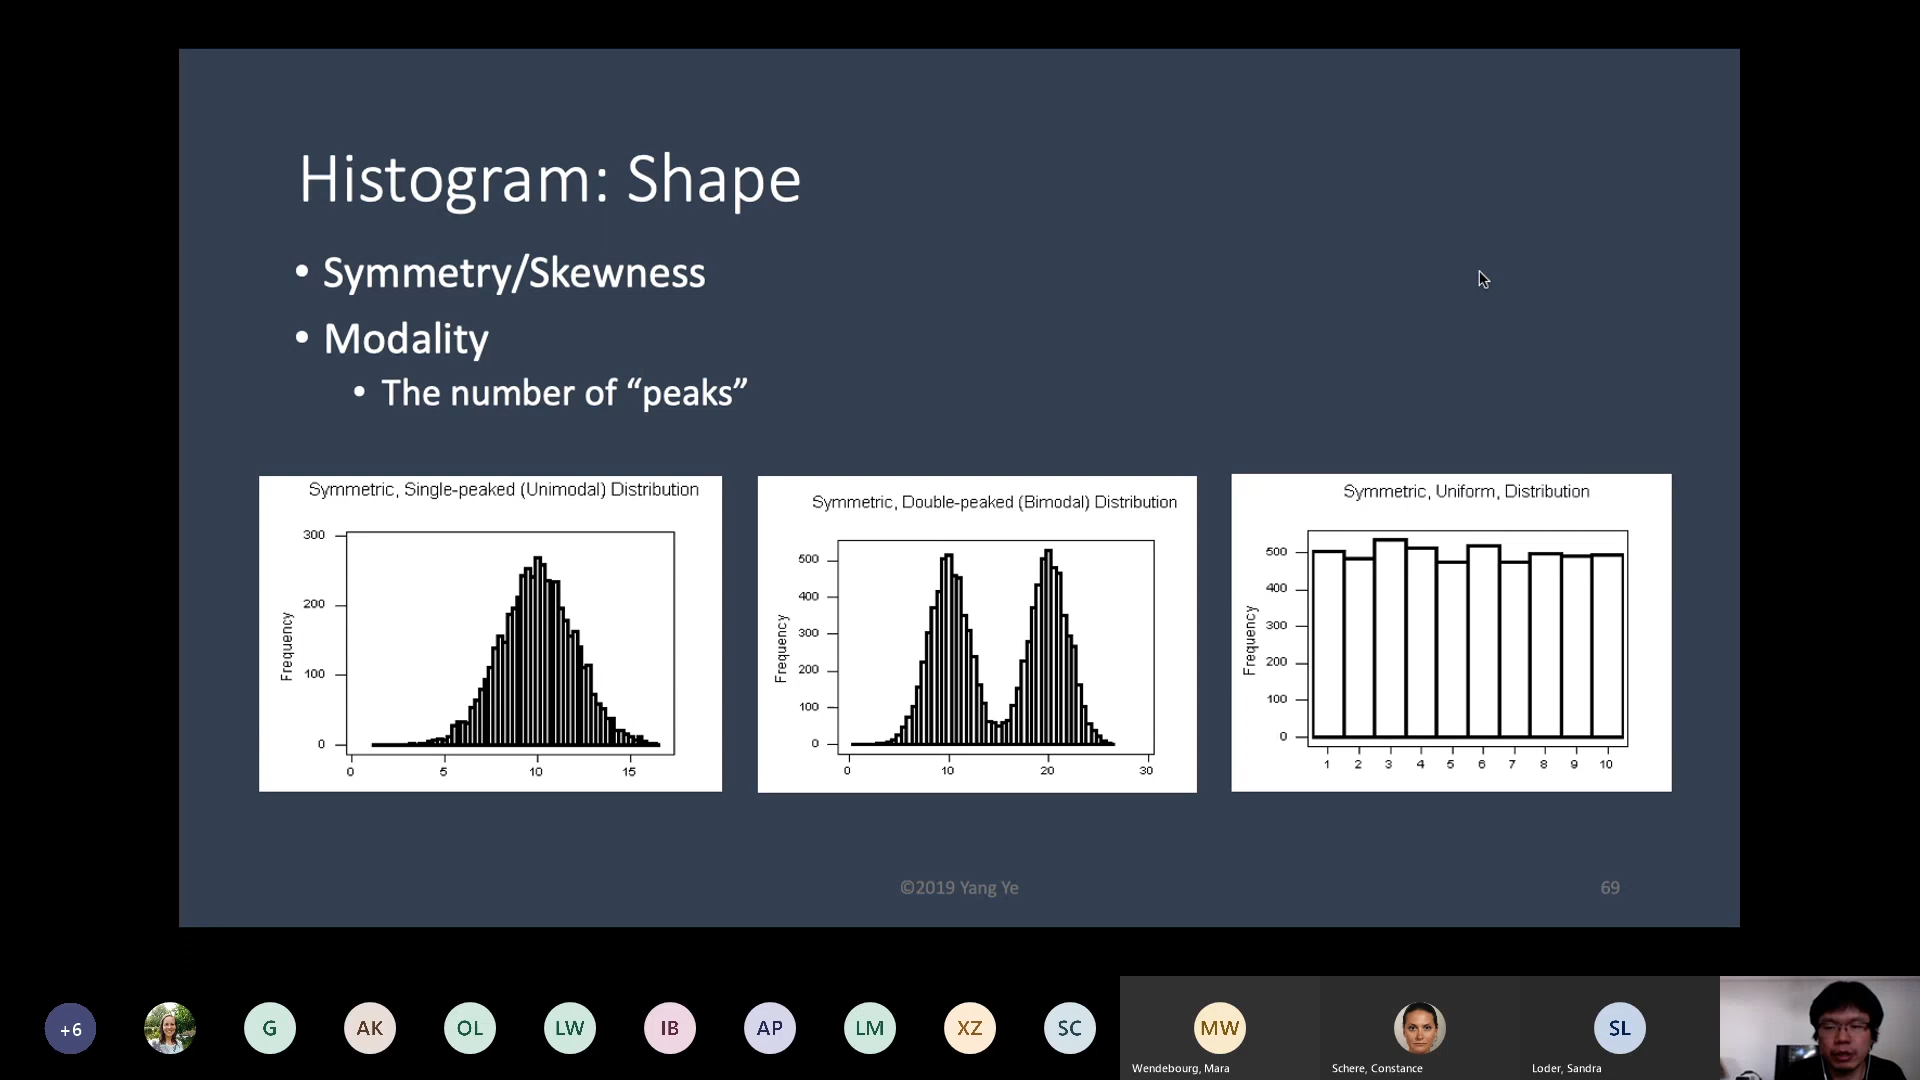 Histogram: Shape
• Symmetry/Skewness
• Modality
• The number of “peaks”
Symmetric, Single-peaked (Unimodal) Distribution
300
200
100
0
Frequency
0 5 10 15
Symmetric, Double-peaked (Bimodal) Distribution
500
400
300
200
100
0
Frequency
0 10 20 30
Symmetric, Uniform, Distribution
500
400
300
200
100
0
Frequency
1 2 3 4 5 6 7 8 9 10
©2019 Yang Ye
69
+6 G AK OL LW IB AP LM XZ SC MW SL
Wendebourg, Mara
Schere, Constance
Loder, Sandra